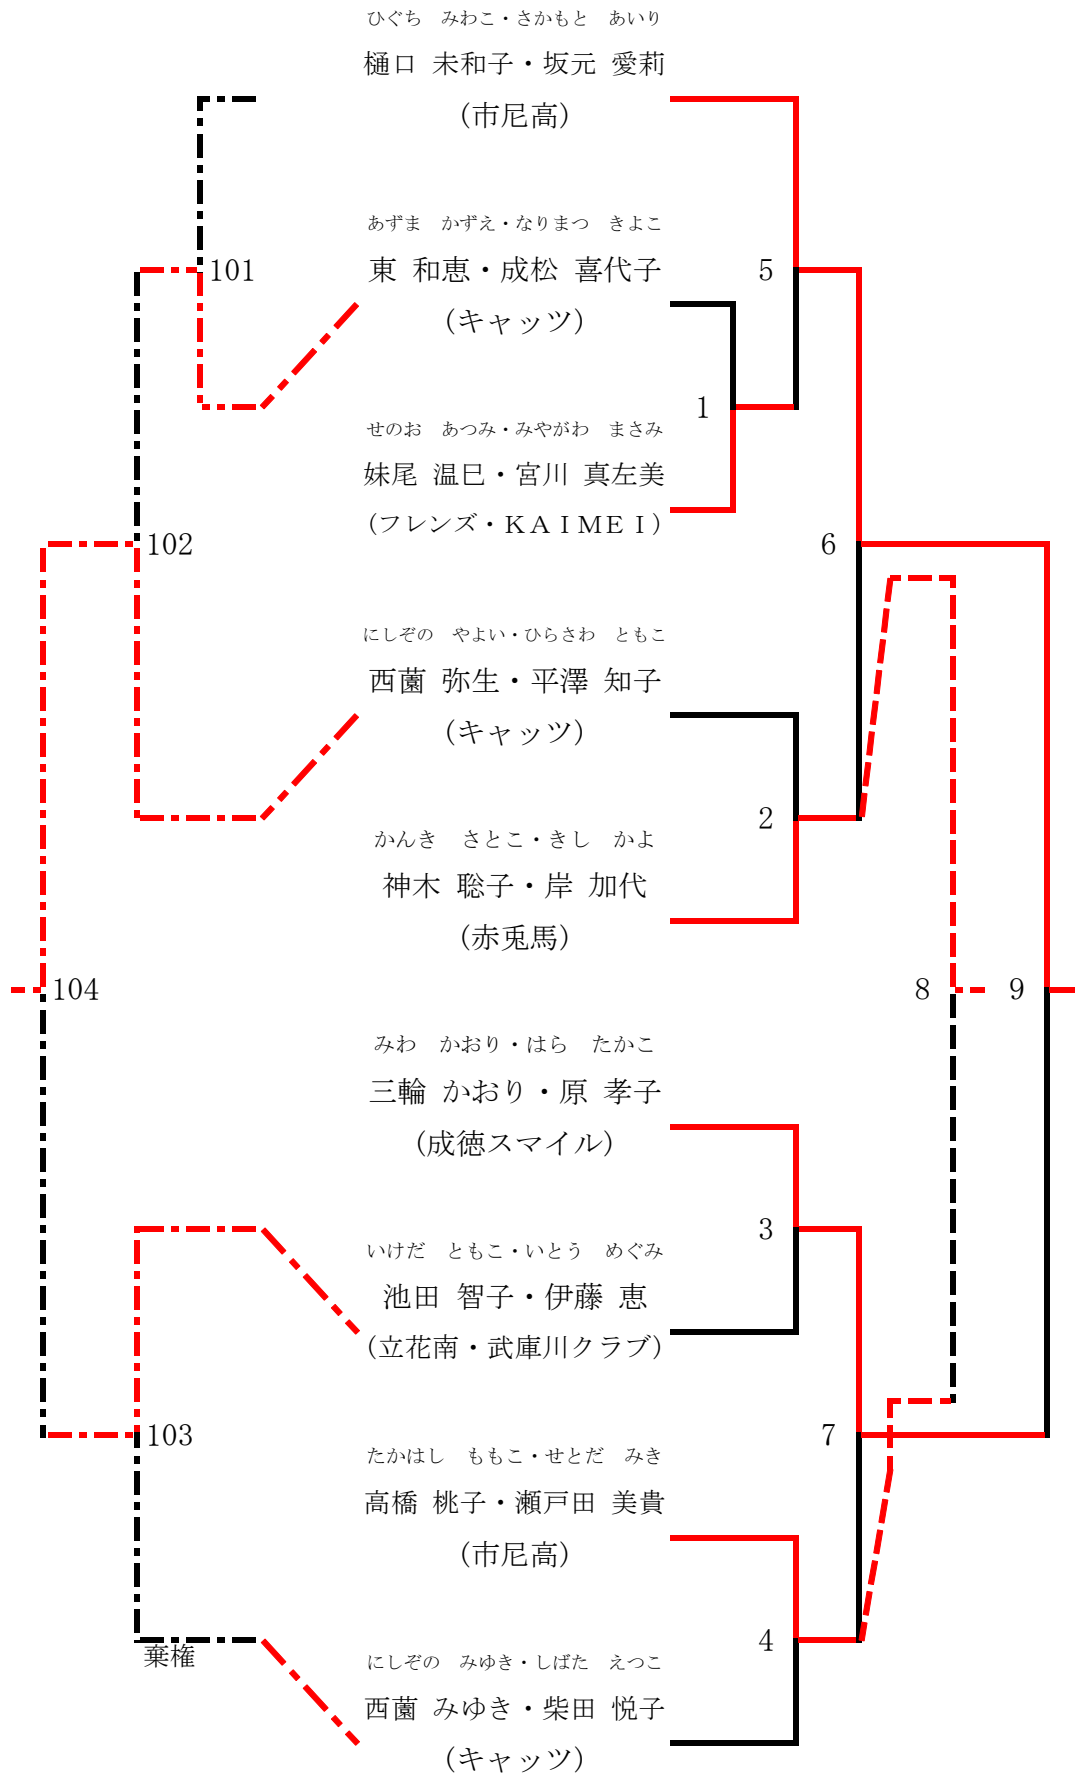 ひぐち　みわこ・さかもと　あいり
樋口 未和子・坂元 愛莉
(市尼高)
あずま　かずえ・なりまつ　きよこ
101
東 和恵・成松 喜代子
5
(キャッツ)
1
せのお　あつみ・みやがわ　まさみ
妹尾 温巳・宮川 真左美
(フレンズ・ＫＡＩＭＥＩ)
102
6
にしぞの　やよい・ひらさわ　ともこ
西薗 弥生・平澤 知子
(キャッツ)
2
かんき　さとこ・きし　かよ
神木 聡子・岸 加代
(赤兎馬)
104
8
9
みわ　かおり・はら　たかこ
三輪 かおり・原 孝子
(成徳スマイル)
3
いけだ　ともこ・いとう　めぐみ
池田 智子・伊藤 恵
(立花南・武庫川クラブ)
103
7
たかはし　ももこ・せとだ　みき
高橋 桃子・瀬戸田 美貴
(市尼高)
4
棄権
にしぞの　みゆき・しばた　えつこ
西薗 みゆき・柴田 悦子
(キャッツ)